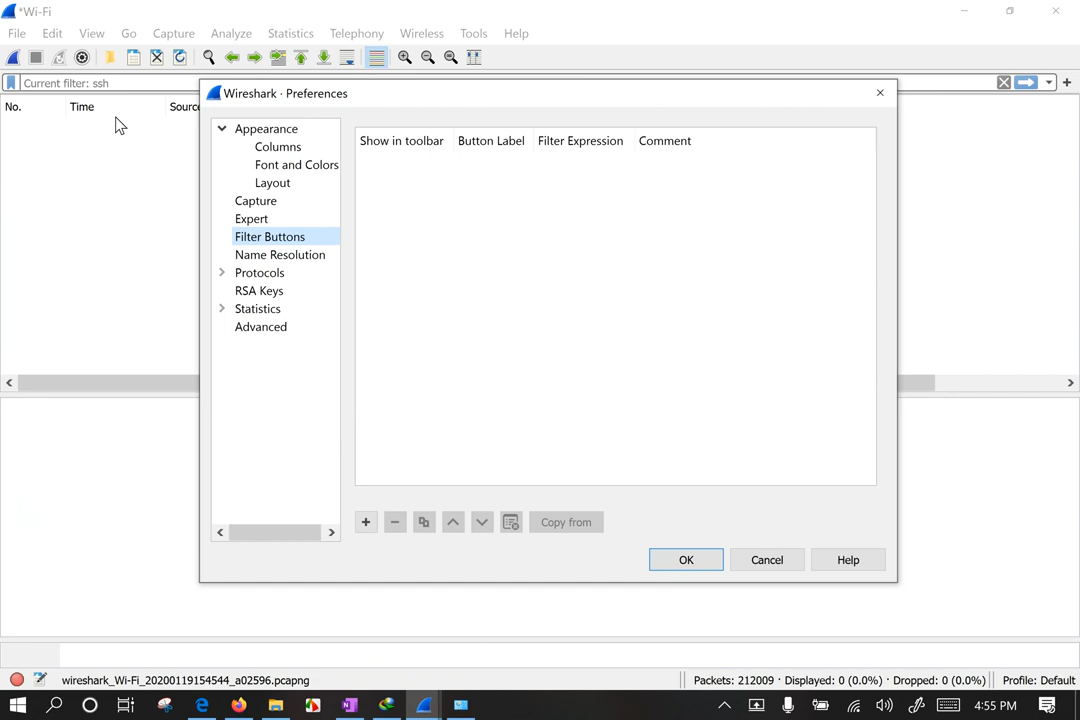 *Wi-Fi
File Edit View Go Capture Analyze Statistics Telephony Wireless Tools Help
Current filter: ssh
No. Time Source
Wireshark · Preferences
Appearance
Columns
Font and Colors
Layout
Capture
Expert
Filter Buttons
Name Resolution
Protocols
RSA Keys
Statistics
Advanced
Show in toolbar Button Label Filter Expression Comment
Copy from
OK Cancel Help
wireshark_Wi-Fi_20200119154544_a02596.pcapng
Packets: 212009 · Displayed: 0 (0.0%) · Dropped: 0 (0.0%)
Profile: Default
4:55 PM